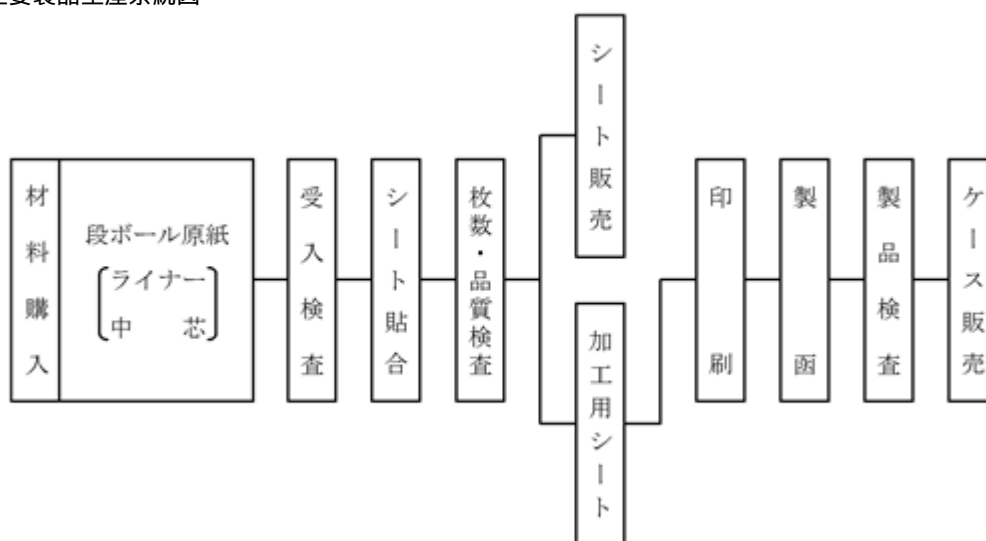 主要製品生産系統図
材料購入
段ボール原紙
ライナー
中 芯
受入検査
シート貼合
枚数・品質検査
シート販売
加工用シート
印刷
製函
製品検査
ケース販売